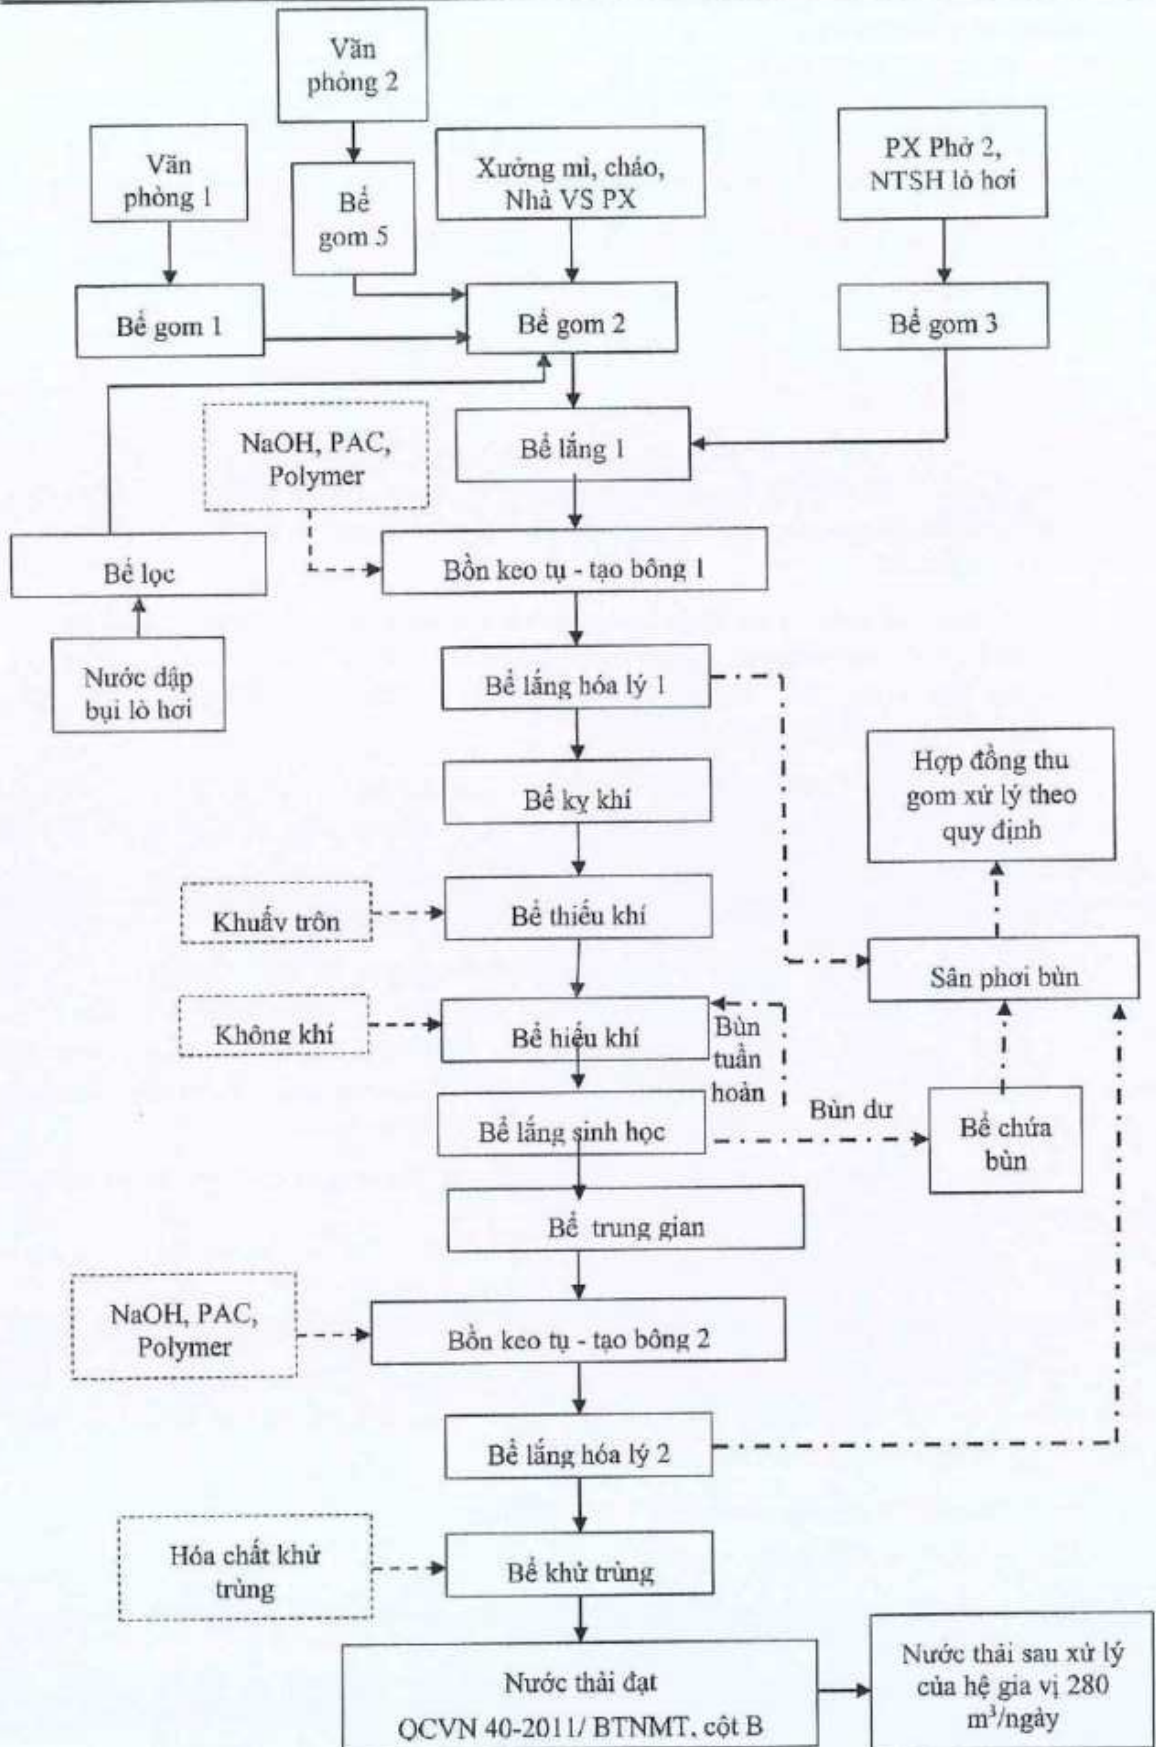 Văn
phòng 2
Văn
phòng 1
Bể
gom 5
Xưởng mì, cháo,
Nhà VS PX
PX Phở 2,
NTSH lò hơi
Bể gom 1
Bể gom 2
Bể gom 3
NaOH, PAC,
Polymer
Bể lắng 1
Bể lọc
Bồn keo tụ - tạo bông 1
Nước dập
bụi lò hơi
Bể lắng hóa lý 1
Hợp đồng thu
gom xử lý theo
quy định
Bể kỵ khí
Khuấy trộn
Bể thiếu khí
Sân phơi bùn
Không khí
Bể hiếu khí
Bùn
tuần
hoàn
Bùn dư
Bể lắng sinh học
Bể chứa
bùn
Bể trung gian
NaOH, PAC,
Polymer
Bồn keo tụ - tạo bông 2
Bể lắng hóa lý 2
Hóa chất khử
trùng
Bể khử trùng
Nước thải đạt
QCVN 40-2011/ BTNMT, cột B
Nước thải sau xử lý
của hệ gia vị 280
m³/ngày